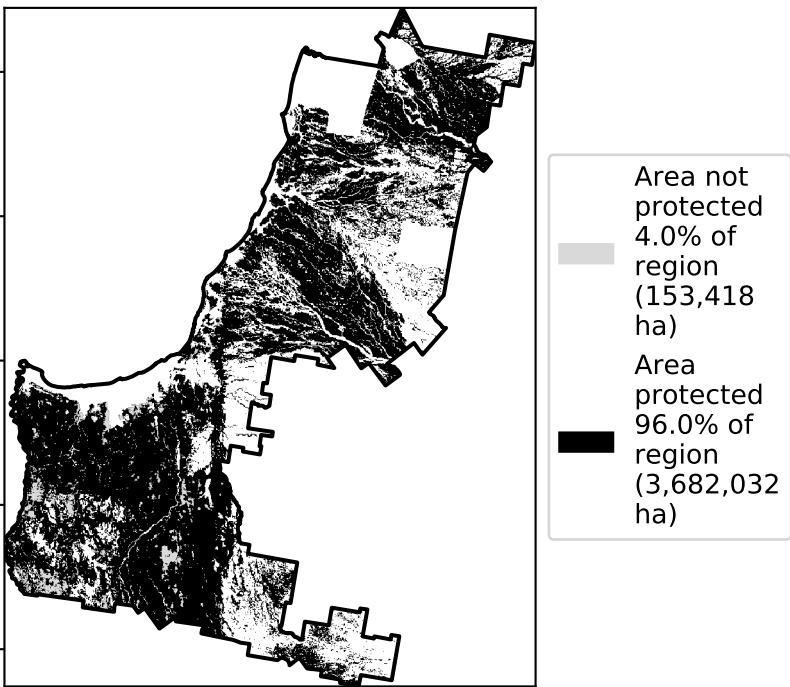 Area not
protected
4.0% of
region
(153,418
ha)
Area
protected
96.0% of
region
(3,682,032
ha)